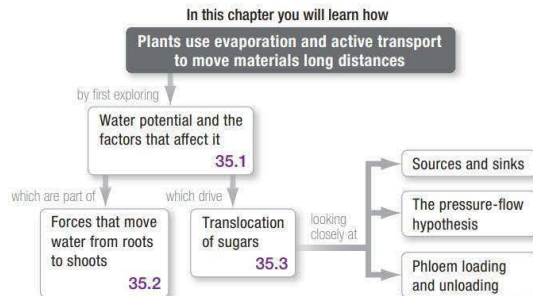 In this chapter you will learn how
Plants use evaporation and active transport
to move materials long distances
by first exploring
Water potential and the
factors that affect it
35.1
which are part of
which drive
Forces that move
water from roots
to shoots
35.2
Translocation
of sugars
35.3
looking
closely at
Sources and sinks
The pressure-flow
hypothesis
Phloem loading
and unloading